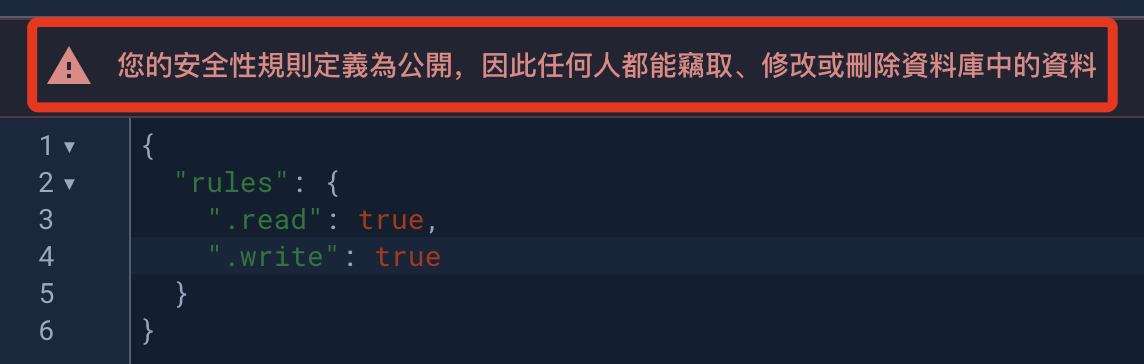 您的安全性規則定義為公開，因此任何人都能竊取、修改或刪除資料庫中的資料
1 {
2 "rules": {
3 ".read": true,
4 ".write": true
5 }
6 }